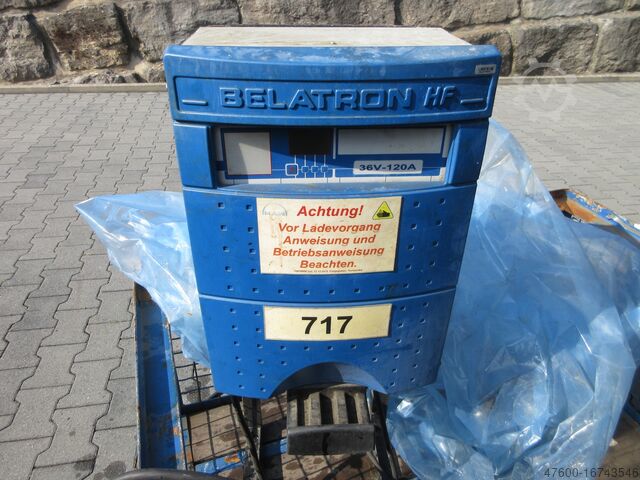 BELATRON HF
36V-120A
Achtung!
Vor Ladevorgang
Anweisung und
Betriebsanweisung
Beachten.
717
47600-16743546